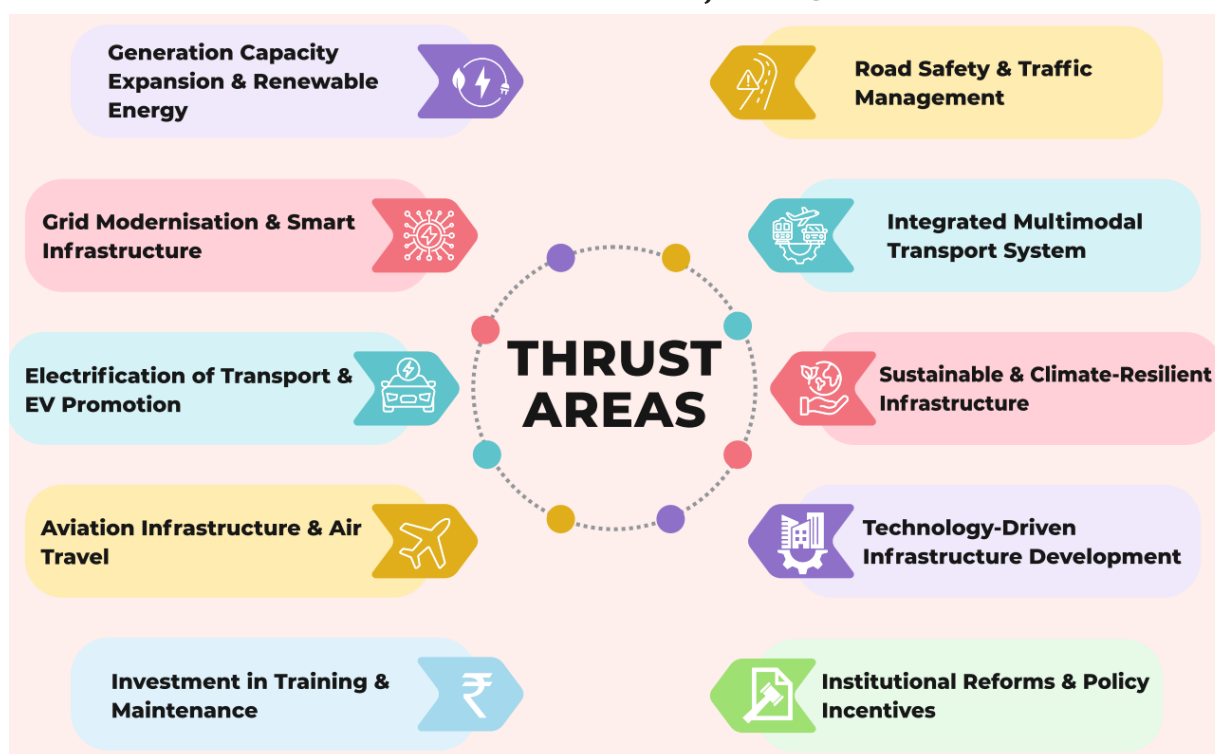 Generation Capacity
Expansion & Renewable
Energy
Grid Modernisation & Smart
Infrastructure
Electrification of Transport &
EV Promotion
Aviation Infrastructure & Air
Travel
Investment in Training &
Maintenance
THRUST
AREAS
Road Safety & Traffic
Management
Integrated Multimodal
Transport System
Sustainable & Climate-Resilient
Infrastructure
Technology-Driven
Infrastructure Development
Institutional Reforms & Policy
Incentives